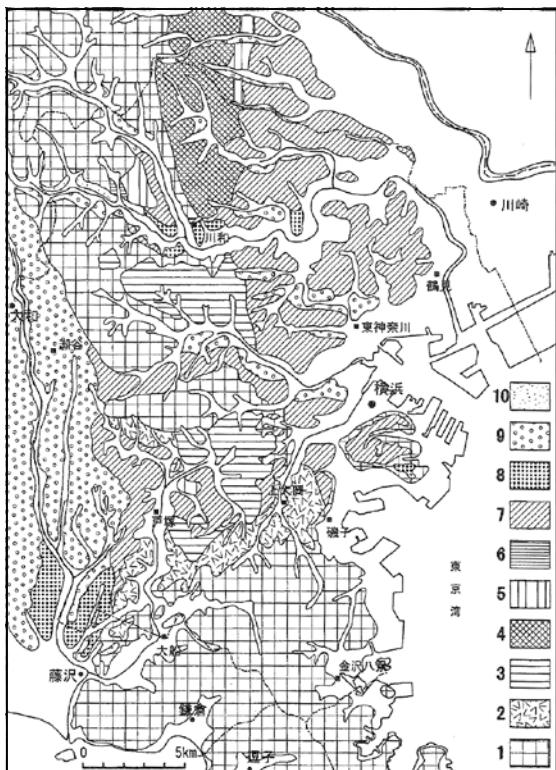 川崎
川和
鶴見
大和
瀬谷
東神奈川
横浜
上大岡
戸塚
磯子
東京湾
大船
藤沢
金沢八景
鎌倉
逗子
0 5km
10
9
8
7
6
5
4
3
2
1